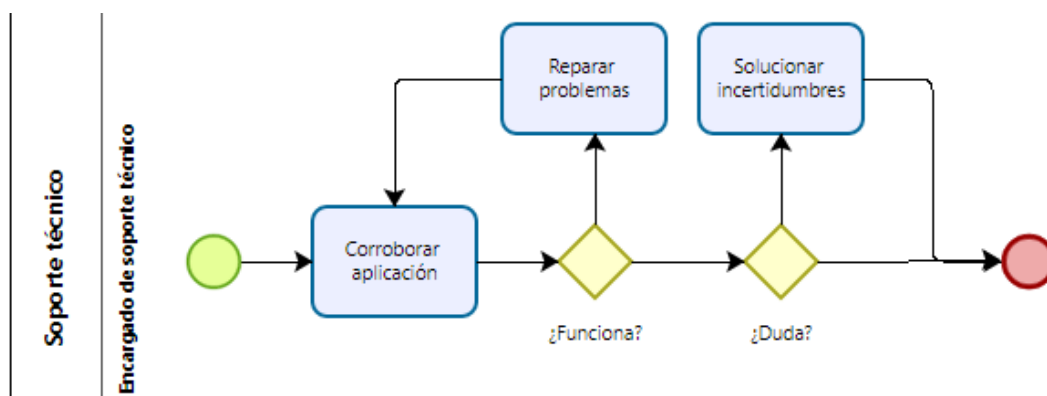 Soporte técnico
Encargado de soporte técnico
Reparar
problemas
Solucionar
incertidumbres
Corroborar
aplicación
¿Funciona?
¿Duda?